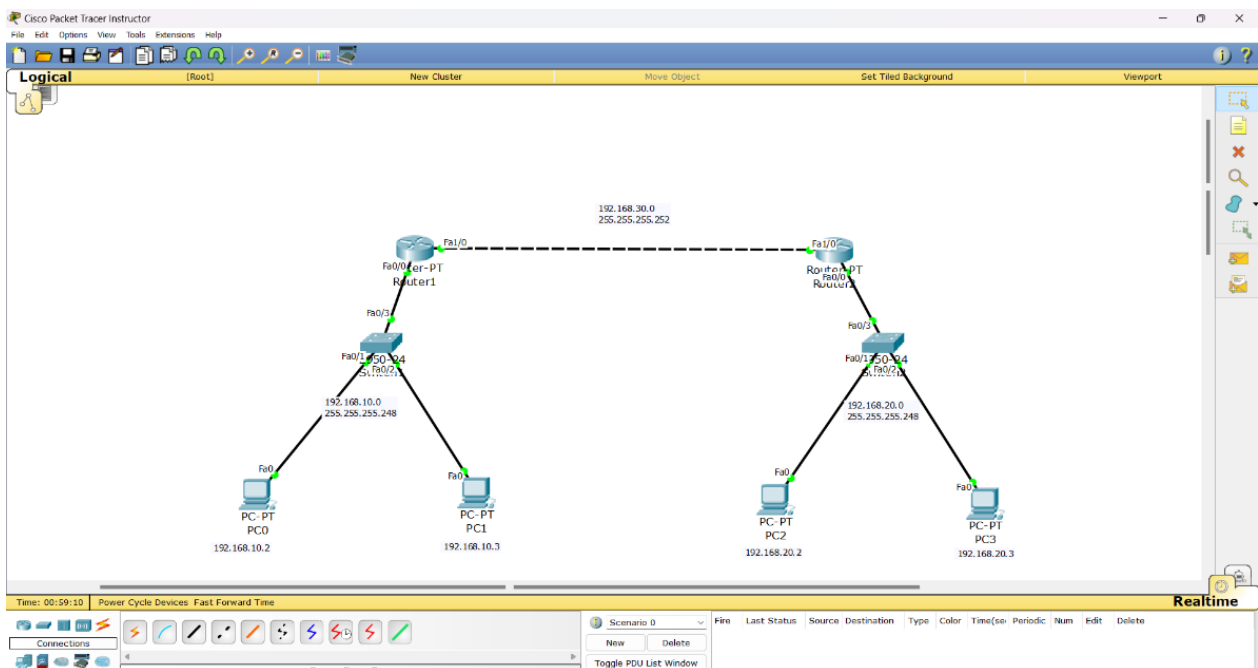 Cisco Packet Tracer Instructor
File Edit Options View Tools Extensions Help
Logical [Root] New Cluster Move Object Set Tiled Background Viewport
192.168.30.0
255.255.255.252
Fa1/0
Fa1/0
Fa0/0
Router1
Fa0/0
Fa0/3
Fa0/3
Fa0/1
Fa0/2
Fa0/1
Fa0/2
192.168.10.0
255.255.255.248
192.168.20.0
255.255.255.248
Fa0
Fa0
Fa0
Fa0
PC-PT
PC0
192.168.10.2
PC-PT
PC1
192.168.10.3
PC-PT
PC2
192.168.20.2
PC-PT
PC3
192.168.20.3
Time: 00:59:10 Power Cycle Devices Fast Forward Time Realtime
Connections
Scenario 0
New Delete
Toggle PDU List Window
Fire Last Status Source Destination Type Color Time(se Periodic Num Edit Delete